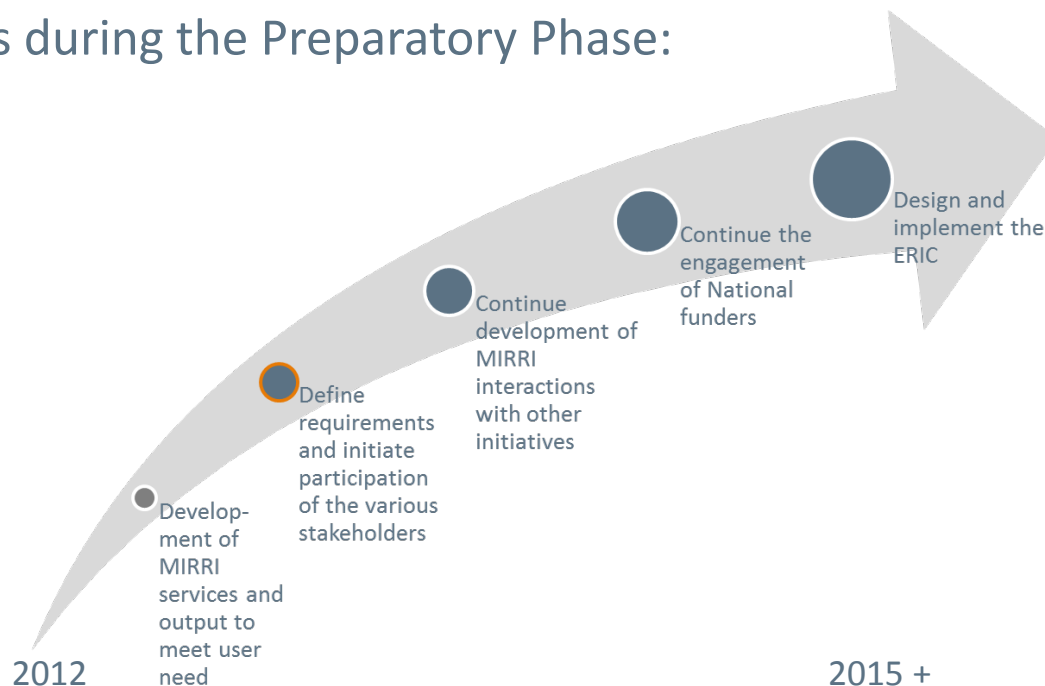 s during the Preparatory Phase:
Design and
implement the
ERIC
Continue the
engagement
of National
funders
Continue
development of
MIRRI
interactions
with other
initiatives
Define
requirements
and initiate
participation
of the various
stakeholders
Develop-
ment of
MIRRI
services and
output to
meet user
need
2012
2015 +